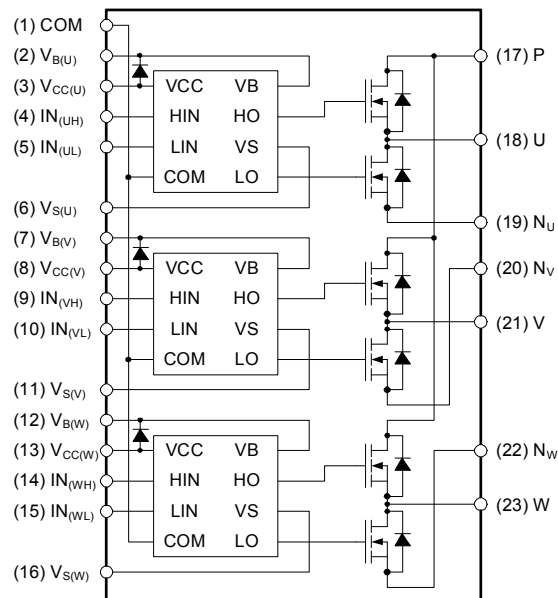 (1) COM
(2) VB(U)
(3) VCC(U)
(4) IN(UH)
(5) IN(UL)
(6) VS(U)
(7) VB(V)
(8) VCC(V)
(9) IN(VH)
(10) IN(VL)
(11) VS(V)
(12) VB(W)
(13) VCC(W)
(14) IN(WH)
(15) IN(WL)
(16) VS(W)
VCC VB
HIN HO
LIN VS
COM LO
VCC VB
HIN HO
LIN VS
COM LO
VCC VB
HIN HO
LIN VS
COM LO
(17) P
(18) U
(19) NU
(20) NV
(21) V
(22) NW
(23) W